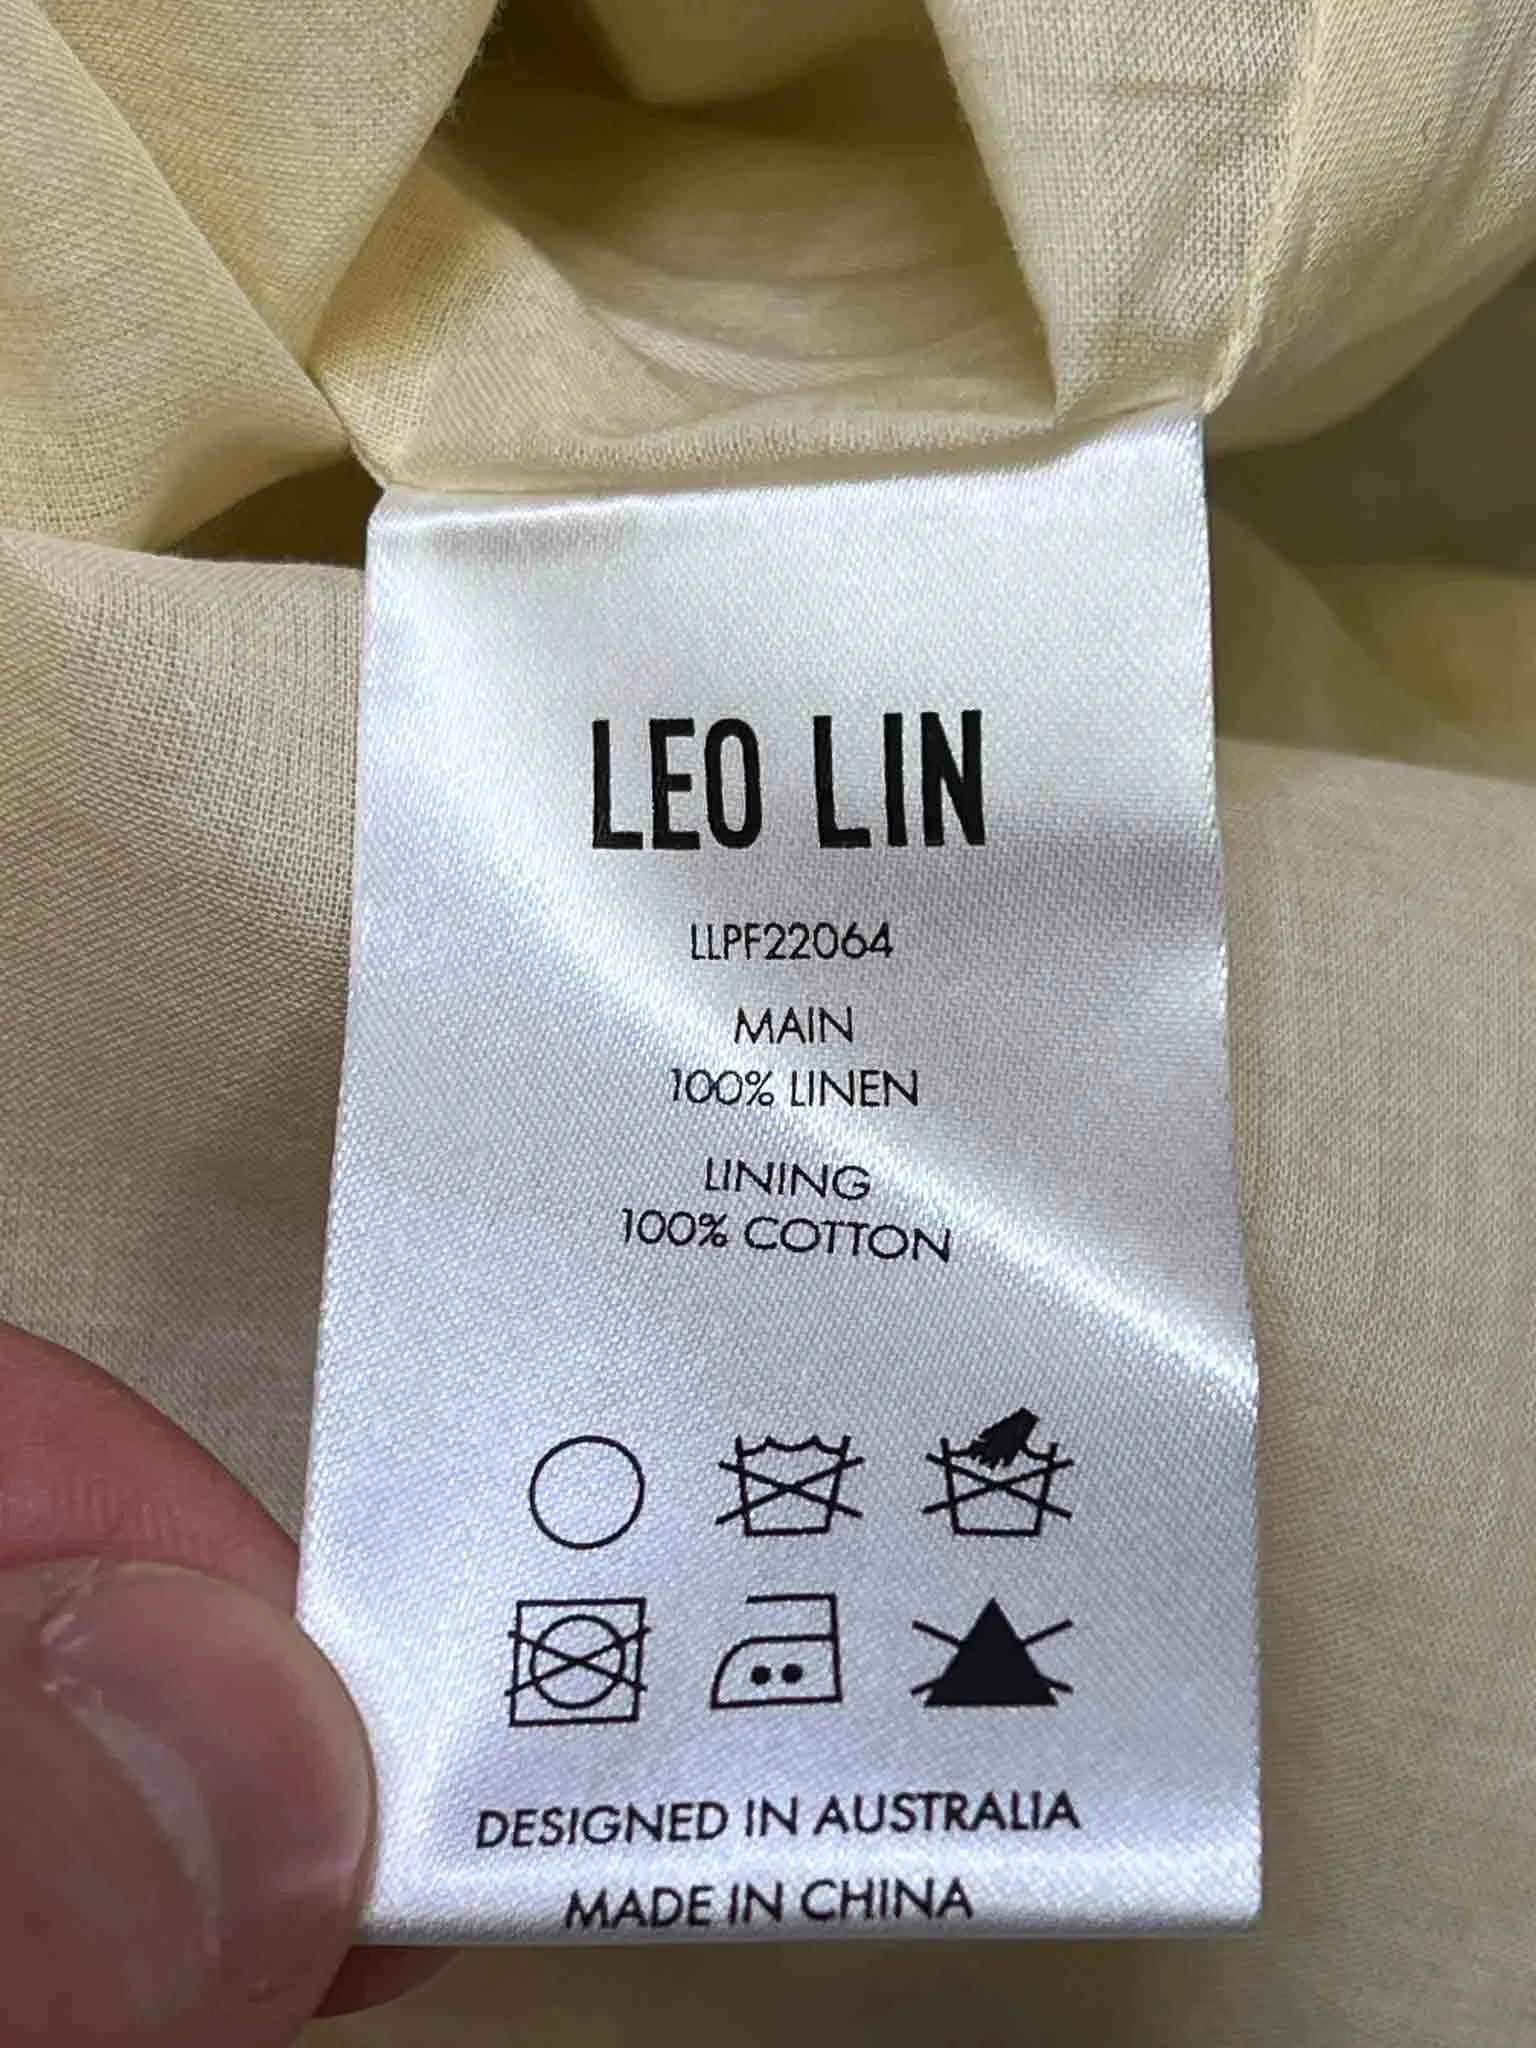 LEO LIN
LLPF22064
MAIN
100% LINEN
LINING
100% COTTON
DESIGNED IN AUSTRALIA
MADE IN CHINA